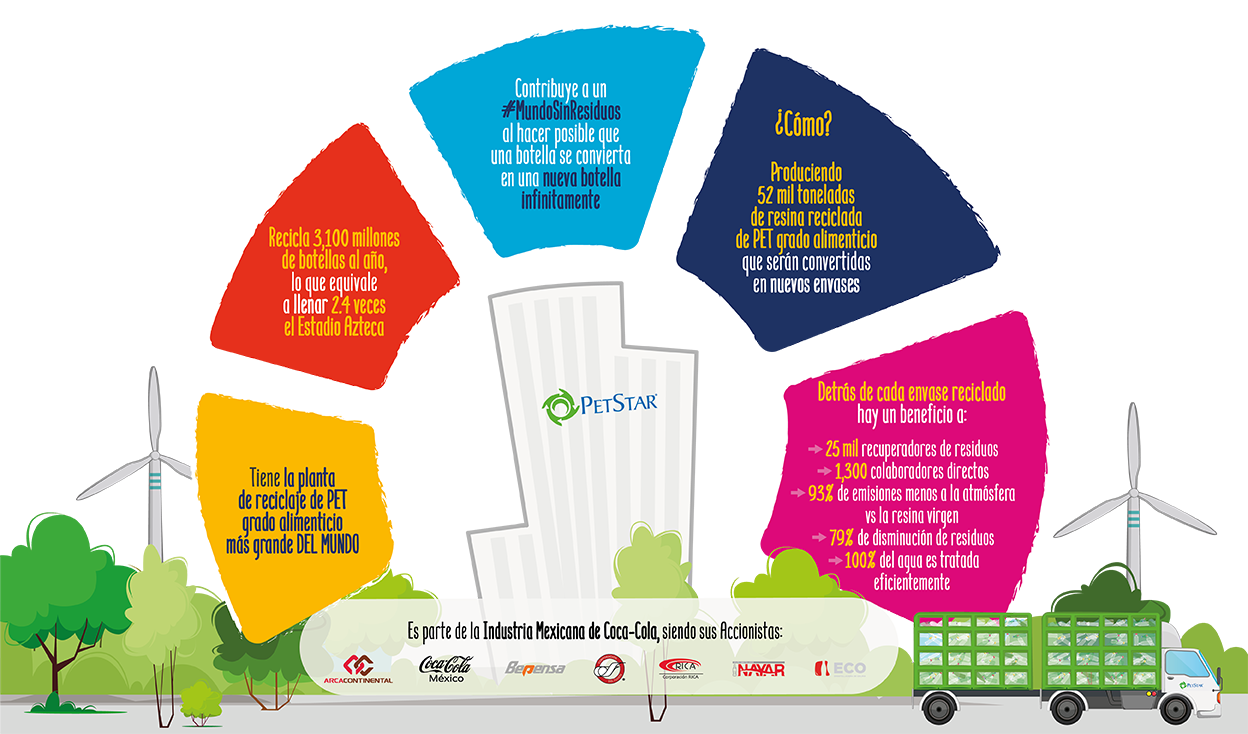 Tiene la planta
de reciclaje de PET
grado alimenticio
más grande DEL MUNDO
Recicla 3,100 millones
de botellas al año,
lo que equivale
a llenar 2.4 veces
el Estadio Azteca
Contribuye a un
#MundoSinResiduos
al hacer posible que
una botella se convierta
en una nueva botella
infinitamente
¿Cómo?
Produciendo
52 mil toneladas
de resina reciclada
de PET grado alimenticio
que serán convertidas
en nuevos envases
Detrás de cada envase reciclado
hay un beneficio a:
→ 25 mil recuperadores de residuos
→ 1,300 colaboradores directos
→ 93% de emisiones menos a la atmósfera
vs la resina virgen
→ 79% de disminución de residuos
→ 100% del agua es tratada
eficientemente
PETSTAR
Es parte de la Industria Mexicana de Coca-Cola, siendo sus Accionistas:
ARCACONTINENTAL
Coca-Cola
México
Bepensa
RICA
Corporación RICA
NAYAR
ECO